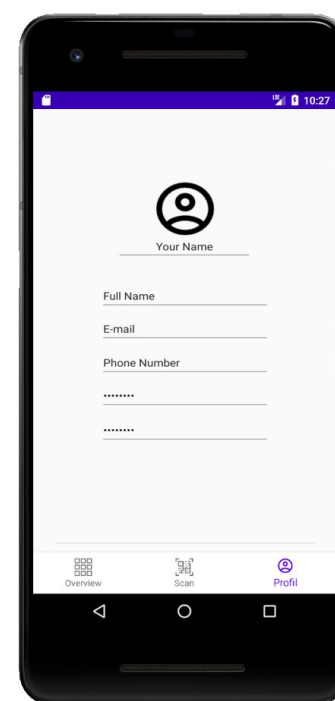 10:27
Your Name
Full Name
E-mail
Phone Number
••••••••
••••••••
Overview
Scan
Profil